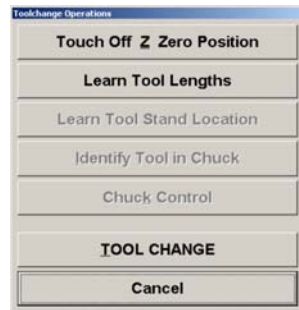 Toolchange Operations
Touch Off Z Zero Position
Learn Tool Lengths
Learn Tool Stand Location
Identify Tool in Chuck
Chuck Control
TOOL CHANGE
Cancel